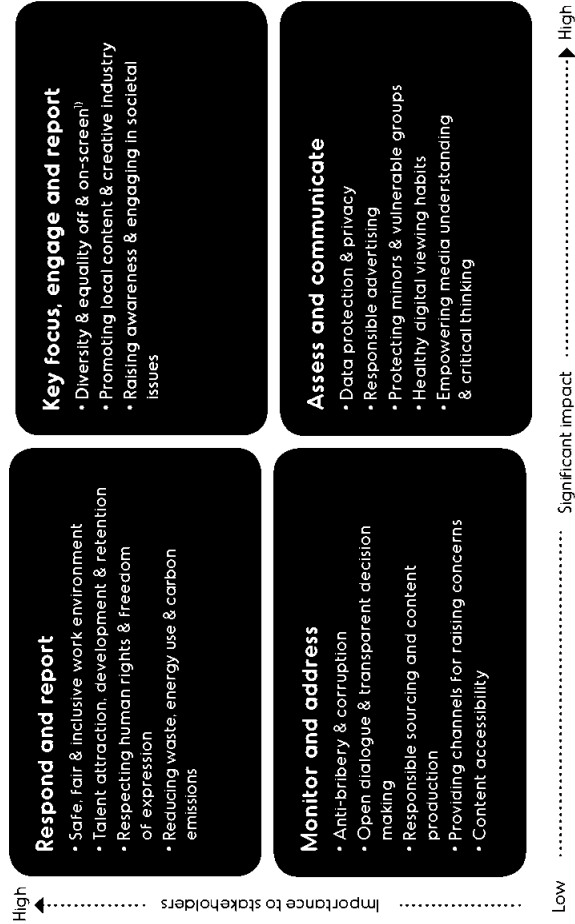 High
Importance to stakeholders
Respond and report
• Safe, fair & inclusive work environment
• Talent attraction, development & retention
• Respecting human rights & freedom
of expression
• Reducing waste, energy use & carbon
emissions
Key focus, engage and report
• Diversity & equality off & on-screen¹⁾
• Promoting local content & creative industry
• Raising awareness & engaging in societal
issues
Monitor and address
• Anti-bribery & corruption
• Open dialogue & transparent decision
making
• Responsible sourcing and content
production
• Providing channels for raising concerns
• Content accessibility
Assess and communicate
• Data protection & privacy
• Responsible advertising
• Protecting minors & vulnerable groups
• Healthy digital viewing habits
• Empowering media understanding
& critical thinking
Low
Significant impact
High